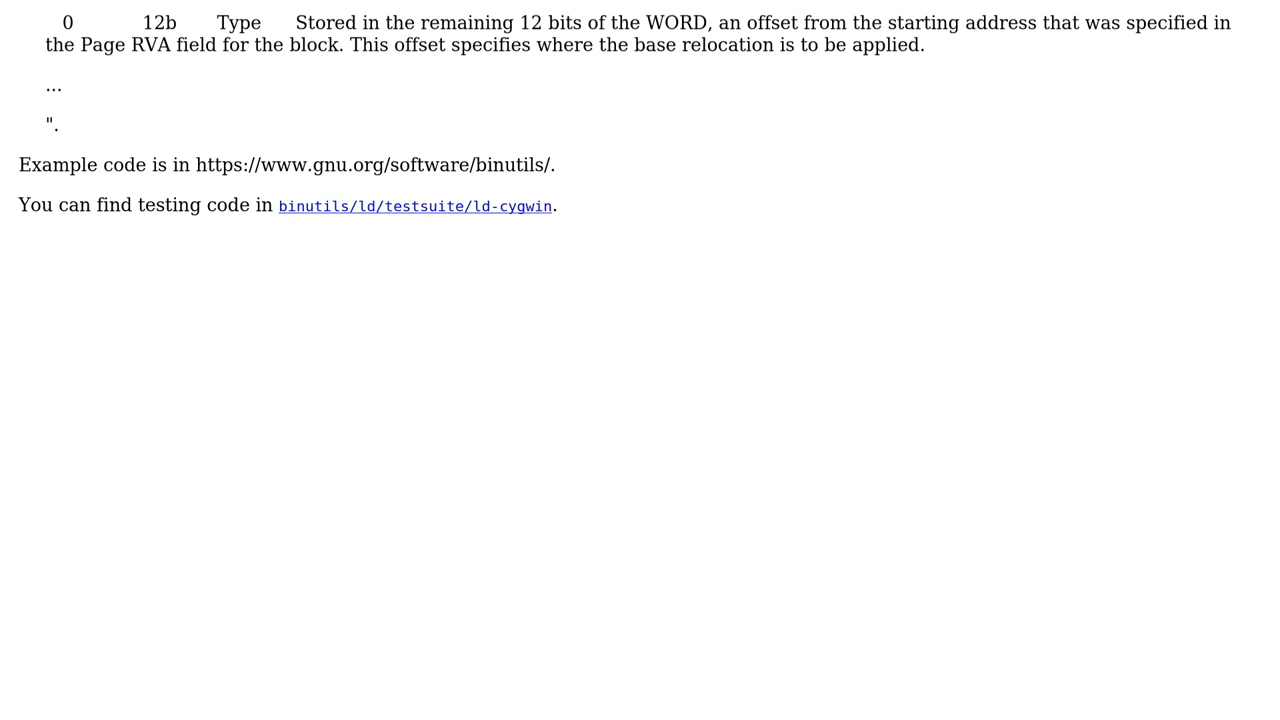 0 12b Type Stored in the remaining 12 bits of the WORD, an offset from the starting address that was specified in
the Page RVA field for the block. This offset specifies where the base relocation is to be applied.
...
".
Example code is in https://www.gnu.org/software/binutils/.
You can find testing code in binutils/ld/testsuite/ld-cygwin.